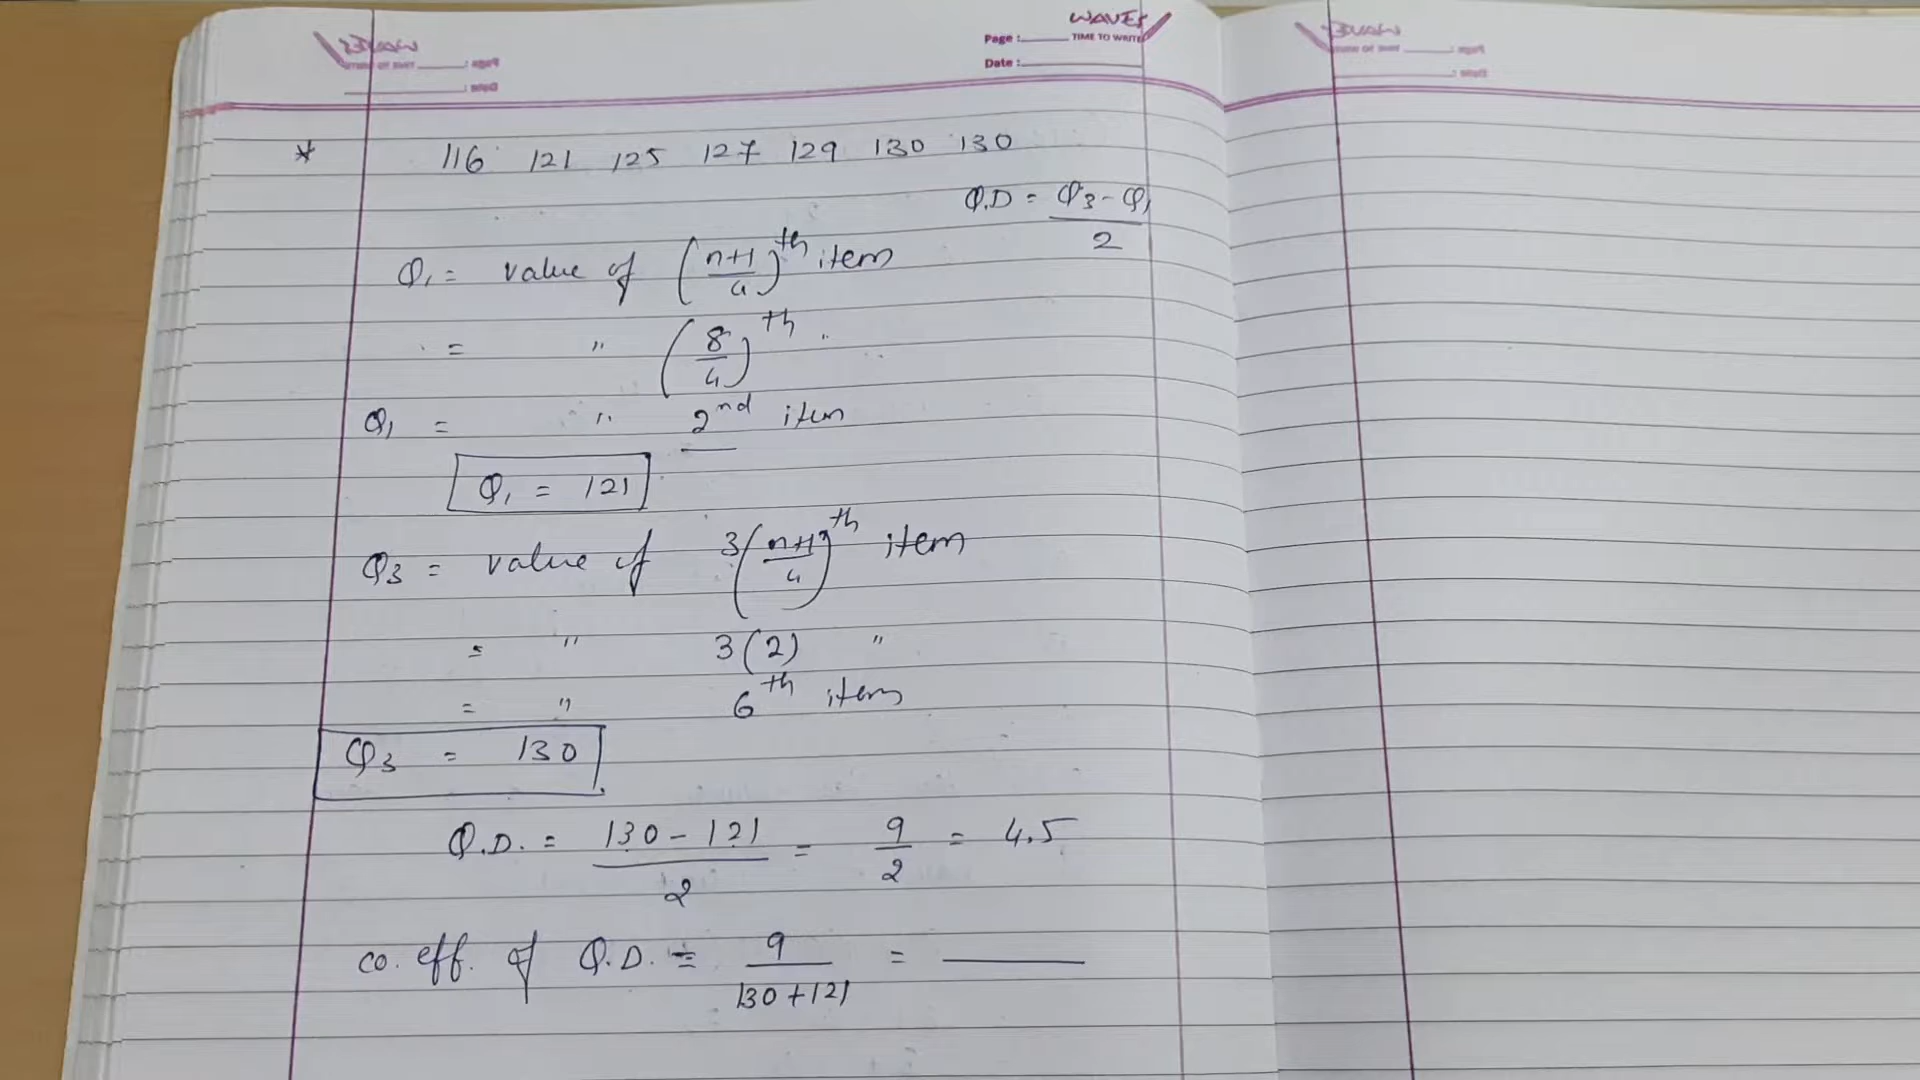 WAVES
Page : TIME TO WRITE
Date :
* 116 121 125 127 129 130 130
Q.D = Q3 - Q1 / 2
Q1 = value of (n+1 / 4)th item
= " (8 / 4)th "
Q1 = " 2nd item
Q1 = 121
Q3 = value of 3(n+1 / 4)th item
= " 3(2) "
= " 6th item
Q3 = 130
Q.D. = 130 - 121 / 2 = 9 / 2 = 4.5
co. eff. of Q.D. = 9 / 130 + 121 = ____